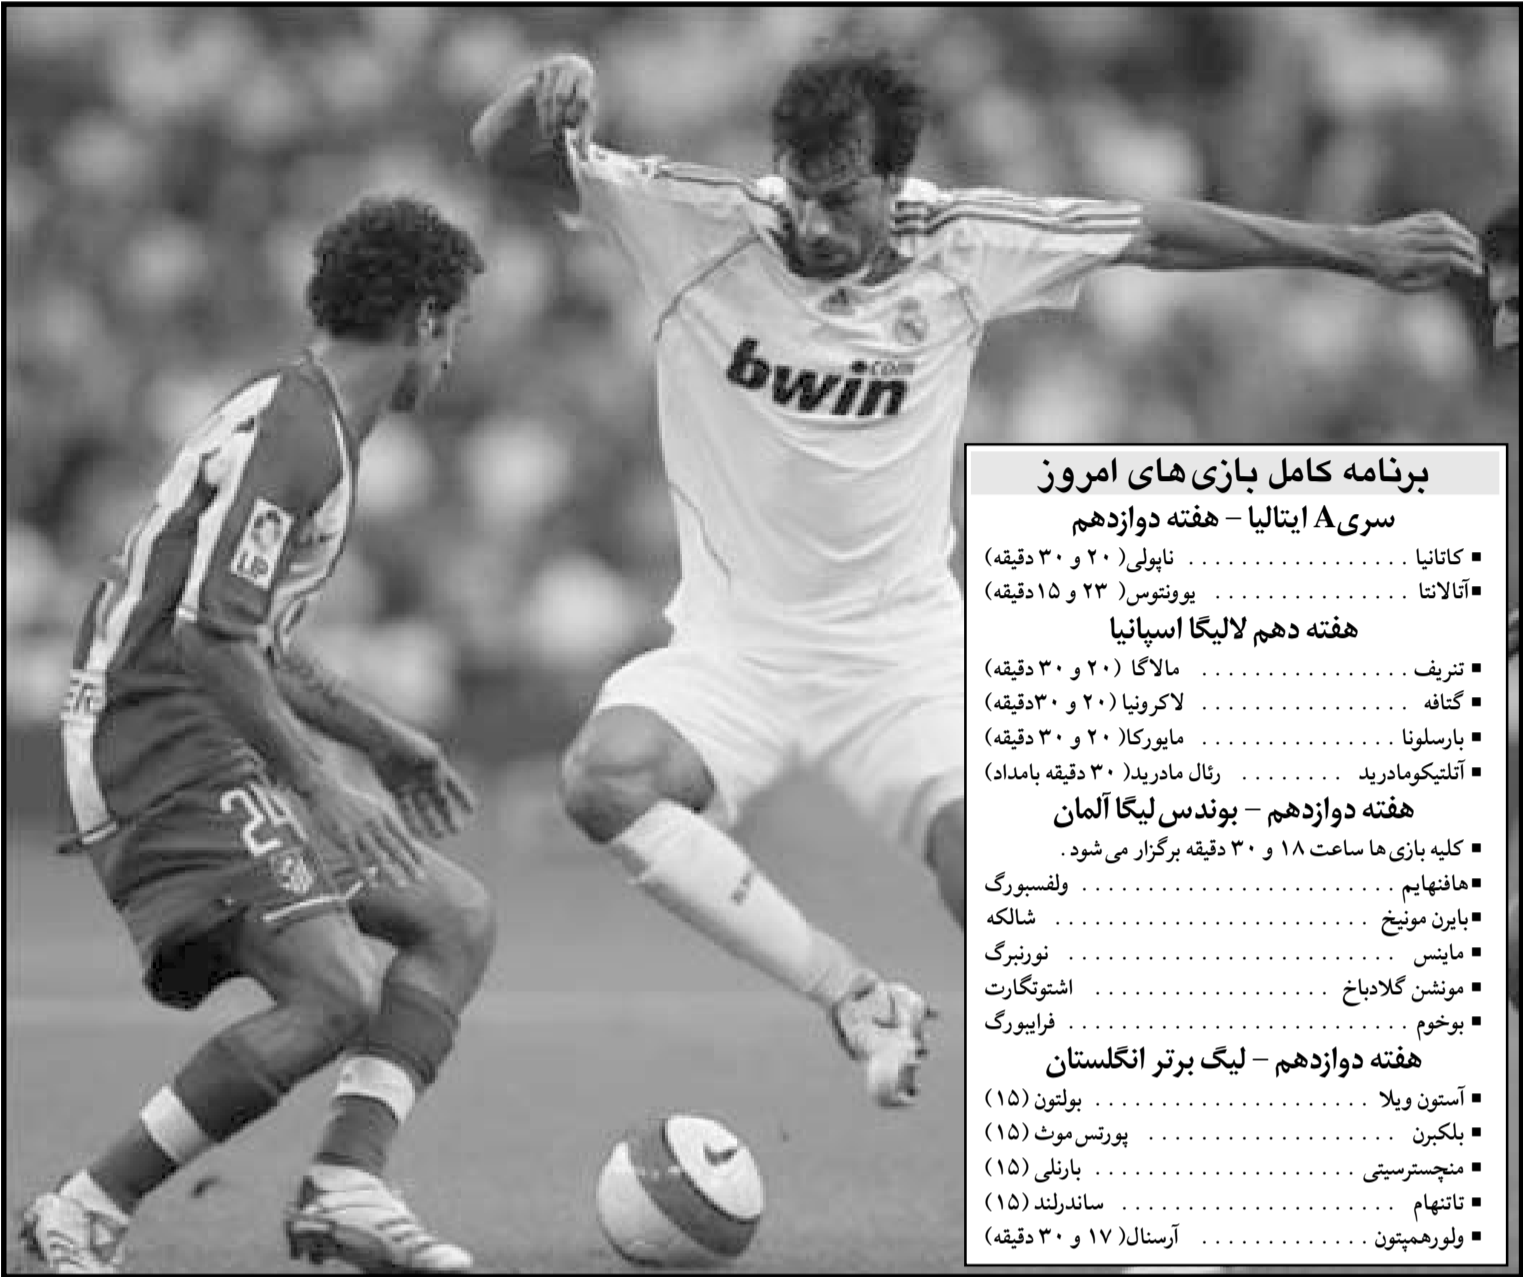 bwin
.com
LFP
برنامه کامل بازی‌های امروز
سریA ایتالیا – هفته دوازدهم
▪ کاتانیا . . . . . . . . . . . . . . . . . ناپولی( ۲۰ و ۳۰ دقیقه)
▪آتالانتا . . . . . . . . . . . . . . . یوونتوس( ۲۳ و ۱۵دقیقه)
هفته دهم لالیگا اسپانیا
▪ تنریف . . . . . . . . . . . . . . . . مالاگا (۲۰ و ۳۰ دقیقه)
▪ گتافه . . . . . . . . . . . . . . . . لاکرونیا (۲۰ و ۳۰دقیقه)
▪ بارسلونا . . . . . . . . . . . . . . . مایورکا( ۲۰ و ۳۰ دقیقه)
▪ آتلتیکومادرید . . . . . . . . رئال مادرید( ۳۰ دقیقه بامداد)
هفته دوازدهم – بوندس‌لیگا آلمان
▪ کلیه بازی‌ها ساعت ۱۸ و ۳۰ دقیقه برگزار می‌شود .
▪هافنهایم . . . . . . . . . . . . . . . . . . . . . . . . ولفسبورگ
▪بایرن مونیخ . . . . . . . . . . . . . . . . . . . . . . . . شالکه
▪ ماینس . . . . . . . . . . . . . . . . . . . . . . . . . نورنبرگ
▪ مونشن گلادباخ . . . . . . . . . . . . . . . . . . اشتوتگارت
▪ بوخوم . . . . . . . . . . . . . . . . . . . . . . . . . . فرایبورگ
هفته دوازدهم – لیگ برتر انگلستان
▪ آستون ویلا . . . . . . . . . . . . . . . . . . . . . بولتون (۱۵)
▪ بلکبرن . . . . . . . . . . . . . . . . . . . پورتس‌موث (۱۵)
▪ منچسترسیتی . . . . . . . . . . . . . . . . . . . . بارنلی (۱۵)
▪ تاتنهام . . . . . . . . . . . . . . . . . . . . . ساندرلند (۱۵)
▪ ولورهمپتون . . . . . . . . . . . . . آرسنال( ۱۷ و ۳۰ دقیقه)